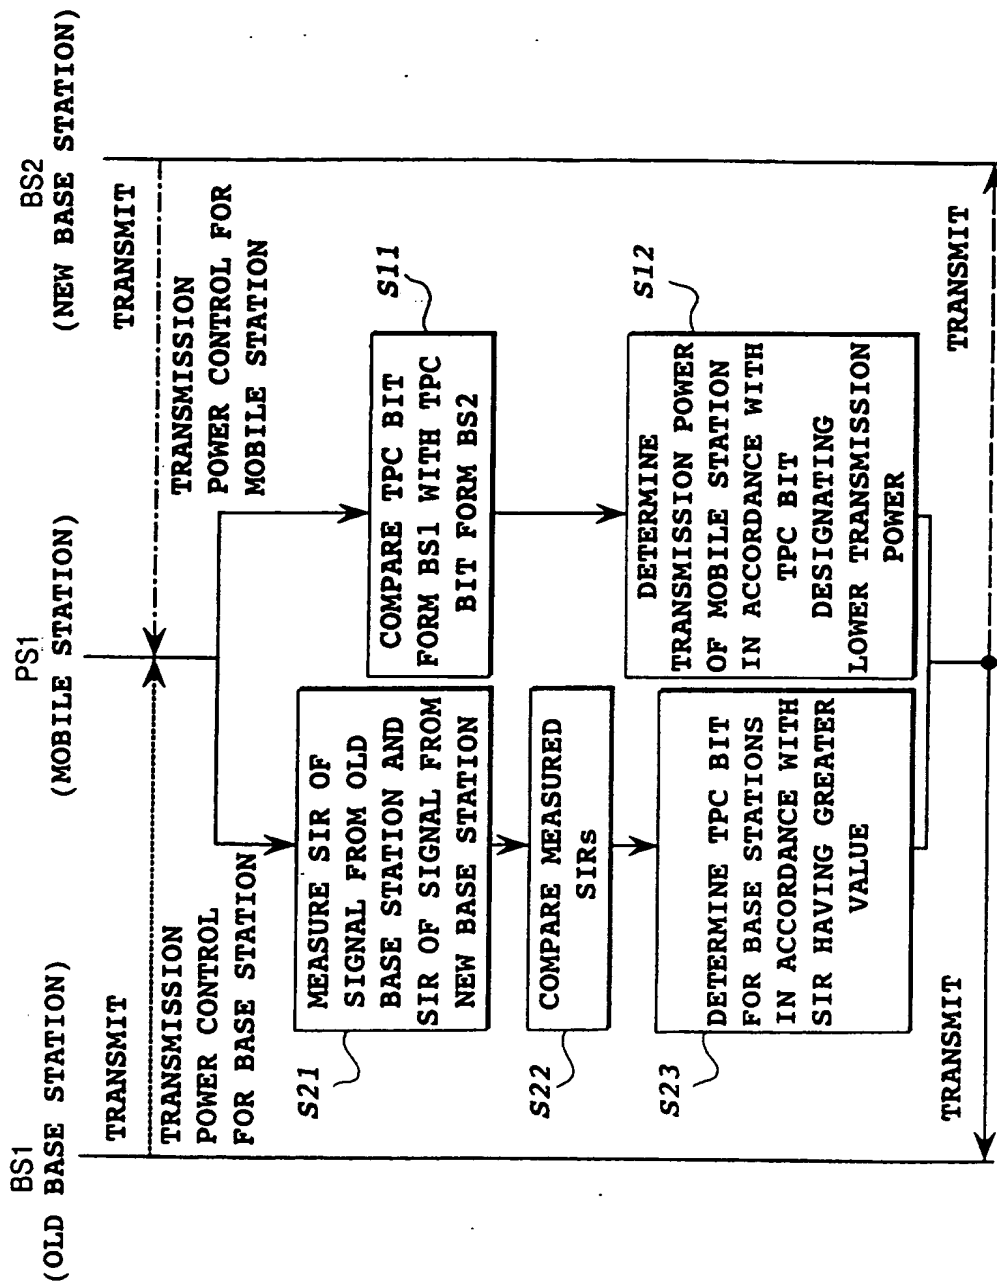 BS1
(OLD BASE STATION)
PS1
(MOBILE STATION)
BS2
(NEW BASE STATION)
TRANSMIT
TRANSMIT
TRANSMISSION
POWER CONTROL
FOR BASE STATION
TRANSMISSION
POWER CONTROL FOR
MOBILE STATION
S21
MEASURE SIR OF
SIGNAL FROM OLD
BASE STATION AND
SIR OF SIGNAL FROM
NEW BASE STATION
S11
COMPARE TPC BIT
FORM BS1 WITH TPC
BIT FORM BS2
S22
COMPARE MEASURED
SIRs
S12
DETERMINE
TRANSMISSION POWER
OF MOBILE STATION
IN ACCORDANCE WITH
TPC BIT
DESIGNATING
LOWER TRANSMISSION
POWER
S23
DETERMINE TPC BIT
FOR BASE STATIONS
IN ACCORDANCE WITH
SIR HAVING GREATER
VALUE
TRANSMIT
TRANSMIT